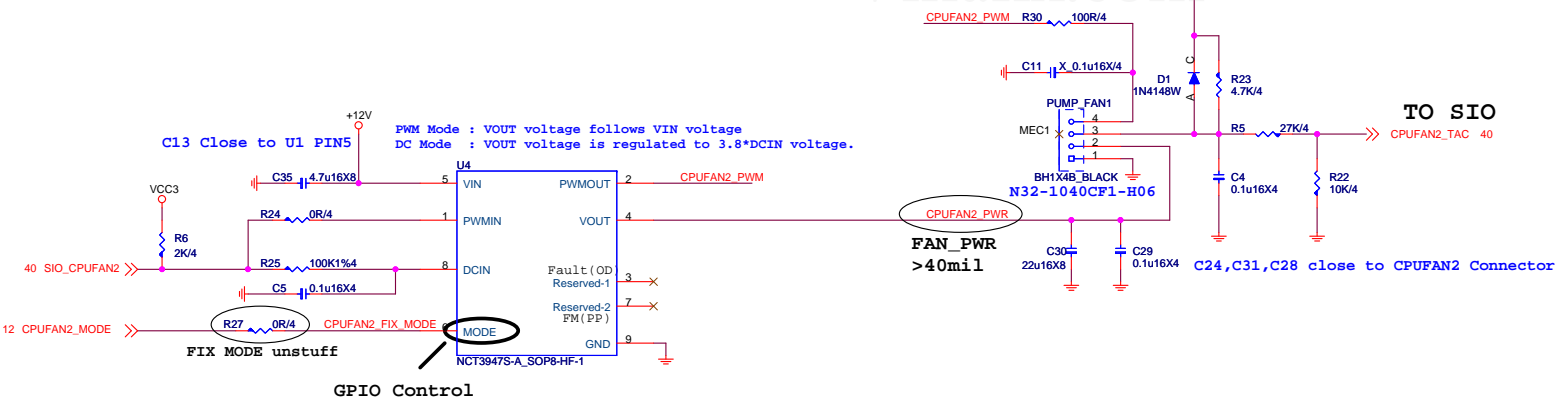 CPUFAN2_PWM R30 100R/4
C11 X_0.1u16X/4
D1
1N4148W
C
A
R23
4.7K/4
PUMP_FAN1
MEC1
4
3
2
1
BH1X4B_BLACK
N32-1040CF1-H06
R5 27K/4
TO SIO
CPUFAN2_TAC 40
C4
0.1u16X4
R22
10K/4
+12V
C13 Close to U1 PIN5
PWM Mode : VOUT voltage follows VIN voltage
DC Mode : VOUT voltage is regulated to 3.8*DCIN voltage.
U4
C35 4.7u16X8
5 VIN
PWMOUT 2 CPUFAN2_PWM
VCC3
R24 0R/4
1 PWMIN
VOUT 4
CPUFAN2_PWR
R6
2K/4
FAN_PWR
>40mil
C30
22u16X8
C29
0.1u16X4
C24,C31,C28 close to CPUFAN2 Connector
40 SIO_CPUFAN2
R25 100K1%4
8 DCIN
C5 0.1u16X4
Fault(OD)
Reserved-1 3
Reserved-2 7
FM(PP)
12 CPUFAN2_MODE
R27 0R/4
CPUFAN2_FIX_MODE
MODE
GND 9
FIX MODE unstuff
NCT3947S-A_SOP8-HF-1
GPIO Control